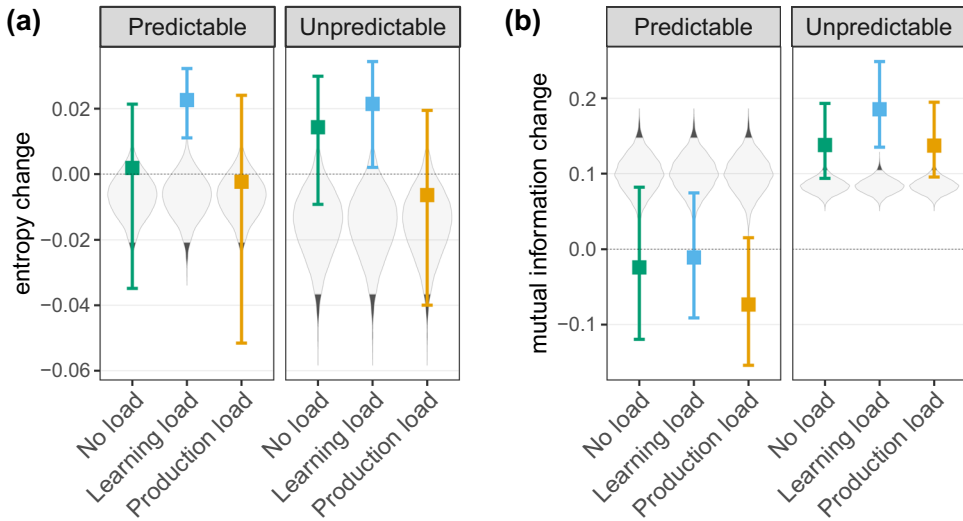 (a)
Predictable
Unpredictable
entropy change
0.02
0.00
−0.02
−0.04
−0.06
No load
Learning load
Production load
No load
Learning load
Production load
(b)
Predictable
Unpredictable
mutual information change
0.2
0.1
0.0
−0.1
No load
Learning load
Production load
No load
Learning load
Production load